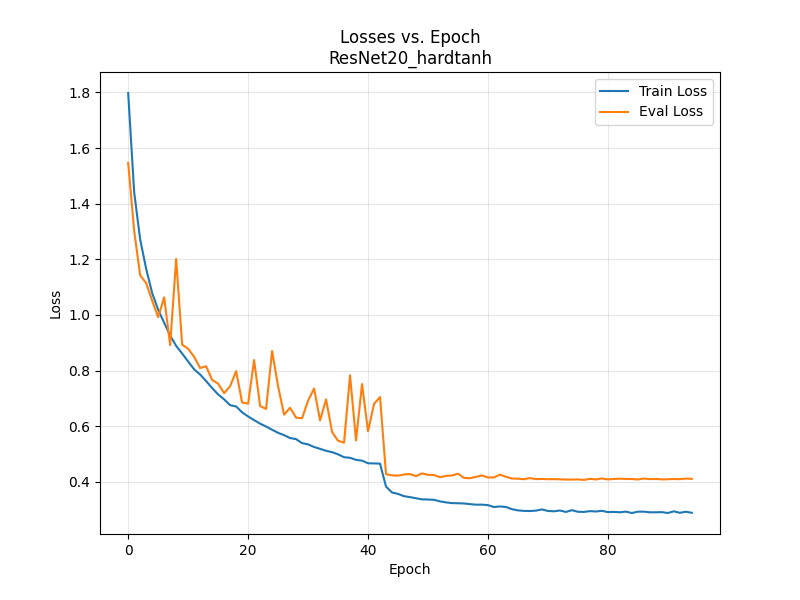 Losses vs. Epoch
ResNet20_hardtanh
Train Loss
Eval Loss
1.8
1.6
1.4
1.2
1.0
0.8
0.6
0.4
Loss
0 20 40 60 80
Epoch